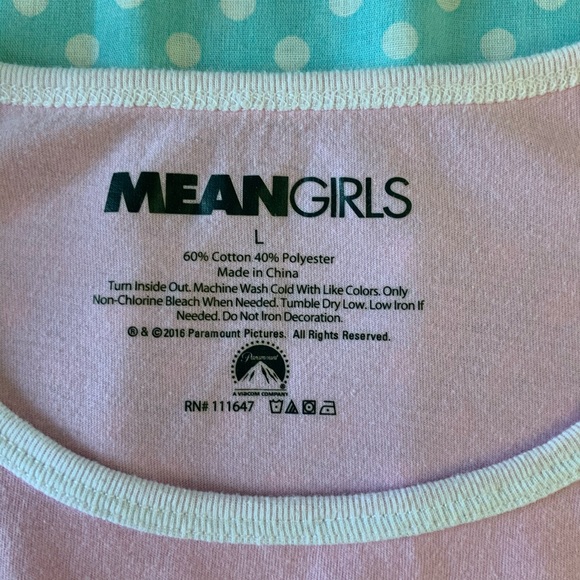 MEANGIRLS
L
60% Cotton 40% Polyester
Made in China
Turn Inside Out. Machine Wash Cold With Like Colors. Only
Non-Chlorine Bleach When Needed. Tumble Dry Low. Low Iron If
Needed. Do Not Iron Decoration.
® & ©2016 Paramount Pictures. All Rights Reserved.
Paramount
®
A VIACOM COMPANY
RN# 111647